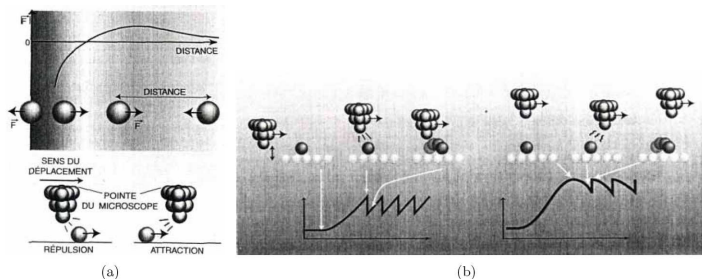 F
0
DISTANCE
DISTANCE
F
F
SENS DU
DÉPLACEMENT
POINTE
DU MICROSCOPE
RÉPULSION
ATTRACTION
(a)
(b)